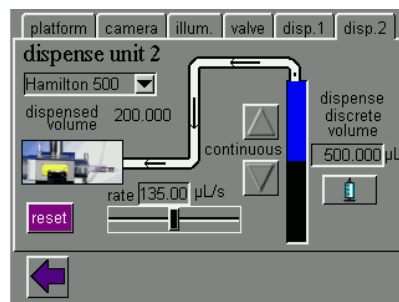 platform camera illum. valve disp.1 disp.2
dispense unit 2
Hamilton 500
dispensed volume 200.000
continuous
dispense discrete volume
500.000 µL
rate 135.00 µL/s
reset